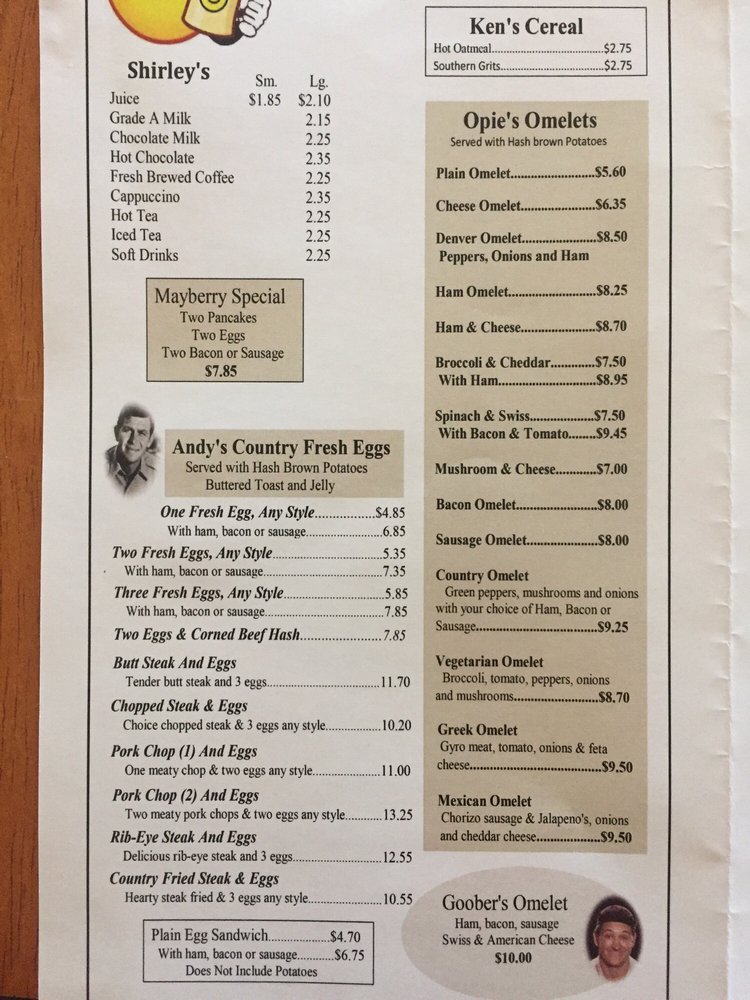 Shirley's
Sm. Lg.
Juice $1.85 $2.10
Grade A Milk 2.15
Chocolate Milk 2.25
Hot Chocolate 2.35
Fresh Brewed Coffee 2.25
Cappuccino 2.35
Hot Tea 2.25
Iced Tea 2.25
Soft Drinks 2.25
Mayberry Special
Two Pancakes
Two Eggs
Two Bacon or Sausage
$7.85
Andy's Country Fresh Eggs
Served with Hash Brown Potatoes
Buttered Toast and Jelly
One Fresh Egg, Any Style................$4.85
With ham, bacon or sausage....................6.85
Two Fresh Eggs, Any Style.............................5.35
With ham, bacon or sausage...............................7.35
Three Fresh Eggs, Any Style..........................5.85
With ham, bacon or sausage...............................7.85
Two Eggs & Corned Beef Hash.....................7.85
Butt Steak And Eggs
Tender butt steak and 3 eggs.............................11.70
Chopped Steak & Eggs
Choice chopped steak & 3 eggs any style..............10.20
Pork Chop (1) And Eggs
One meaty chop & two eggs any style.................11.00
Pork Chop (2) And Eggs
Two meaty pork chops & two eggs any style..........13.25
Rib-Eye Steak And Eggs
Delicious rib-eye steak and 3 eggs.......................12.55
Country Fried Steak & Eggs
Hearty steak fried & 3 eggs any style..........................10.55
Plain Egg Sandwich....................$4.70
With ham, bacon or sausage...........$6.75
Does Not Include Potatoes
Ken's Cereal
Hot Oatmeal.................................$2.75
Southern Grits...............................$2.75
Opie's Omelets
Served with Hash brown Potatoes
Plain Omelet.........................$5.60
Cheese Omelet......................$6.35
Denver Omelet......................$8.50
Peppers, Onions and Ham
Ham Omelet..........................$8.25
Ham & Cheese......................$8.70
Broccoli & Cheddar.............$7.50
With Ham.............................$8.95
Spinach & Swiss...................$7.50
With Bacon & Tomato........$9.45
Mushroom & Cheese............$7.00
Bacon Omelet........................$8.00
Sausage Omelet.....................$8.00
Country Omelet
Green peppers, mushrooms and onions
with your choice of Ham, Bacon or
Sausage....................................$9.25
Vegetarian Omelet
Broccoli, tomato, peppers, onions
and mushrooms.........................$8.70
Greek Omelet
Gyro meat, tomato, onions & feta
cheese.......................................$9.50
Mexican Omelet
Chorizo sausage & Jalapeno's, onions
and cheddar cheese...................$9.50
Goober's Omelet
Ham, bacon, sausage
Swiss & American Cheese
$10.00